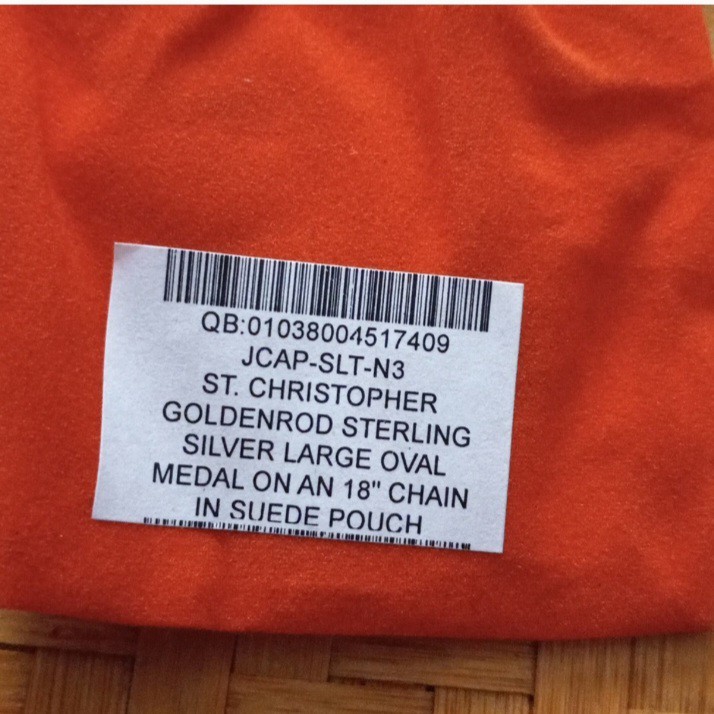 QB:01038004517409
JCAP-SLT-N3
ST. CHRISTOPHER
GOLDENROD STERLING
SILVER LARGE OVAL
MEDAL ON AN 18" CHAIN
IN SUEDE POUCH